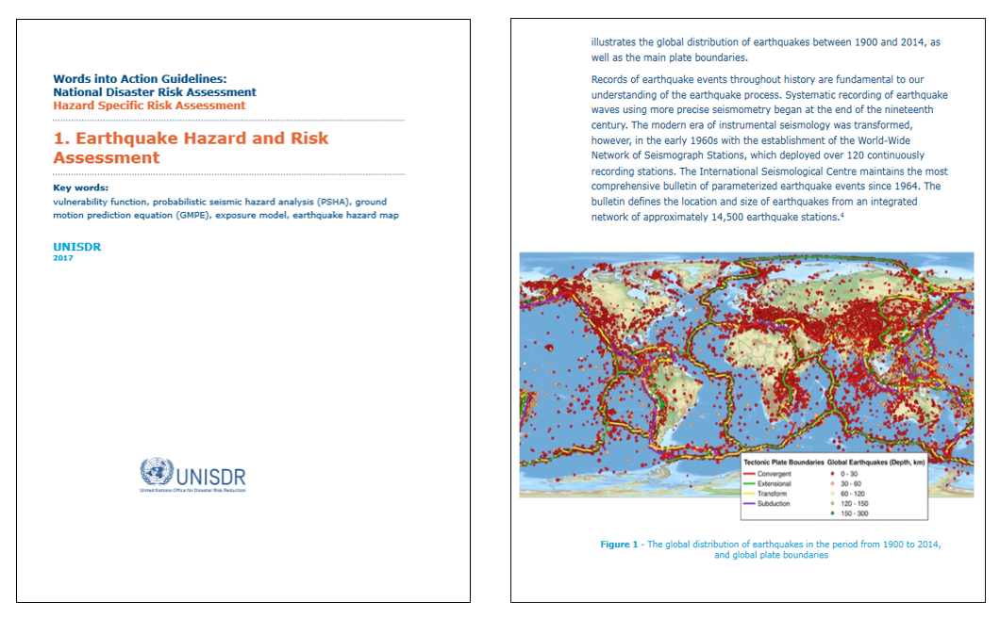 Words into Action Guidelines:
National Disaster Risk Assessment
Hazard Specific Risk Assessment
1. Earthquake Hazard and Risk
Assessment
Key words:
vulnerability function, probabilistic seismic hazard analysis (PSHA), ground
motion prediction equation (GMPE), exposure model, earthquake hazard map
UNISDR
2017
UNISDR
United Nations Office for Disaster Risk Reduction
illustrates the global distribution of earthquakes between 1900 and 2014, as
well as the main plate boundaries.
Records of earthquake events throughout history are fundamental to our
understanding of the earthquake process. Systematic recording of earthquake
waves using more precise seismometry began at the end of the nineteenth
century. The modern era of instrumental seismology was transformed,
however, in the early 1960s with the establishment of the World-Wide
Network of Seismograph Stations, which deployed over 120 continuously
recording stations. The International Seismological Centre maintains the most
comprehensive bulletin of parameterized earthquake events since 1964. The
bulletin defines the location and size of earthquakes from an integrated
network of approximately 14,500 earthquake stations.⁴
Tectonic Plate Boundaries Global Earthquakes (Depth, km)
Convergent 0 - 30
Extensional 30 - 60
Transform 60 - 120
Subduction 120 - 150
150 - 300
Figure 1 - The global distribution of earthquakes in the period from 1900 to 2014,
and global plate boundaries